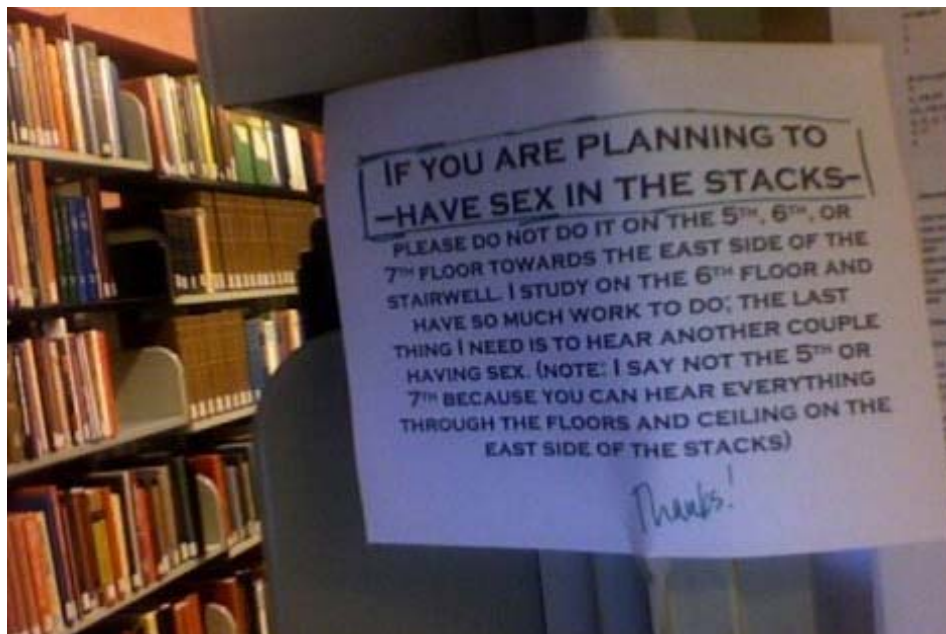 IF YOU ARE PLANNING TO
-HAVE SEX IN THE STACKS-
PLEASE DO NOT DO IT ON THE 5TH, 6TH, OR
7TH FLOOR TOWARDS THE EAST SIDE OF THE
STAIRWELL. I STUDY ON THE 6TH FLOOR AND
HAVE SO MUCH WORK TO DO; THE LAST
THING I NEED IS TO HEAR ANOTHER COUPLE
HAVING SEX. (NOTE: I SAY NOT THE 5TH OR
7TH BECAUSE YOU CAN HEAR EVERYTHING
THROUGH THE FLOORS AND CEILING ON THE
EAST SIDE OF THE STACKS)
Thanks!